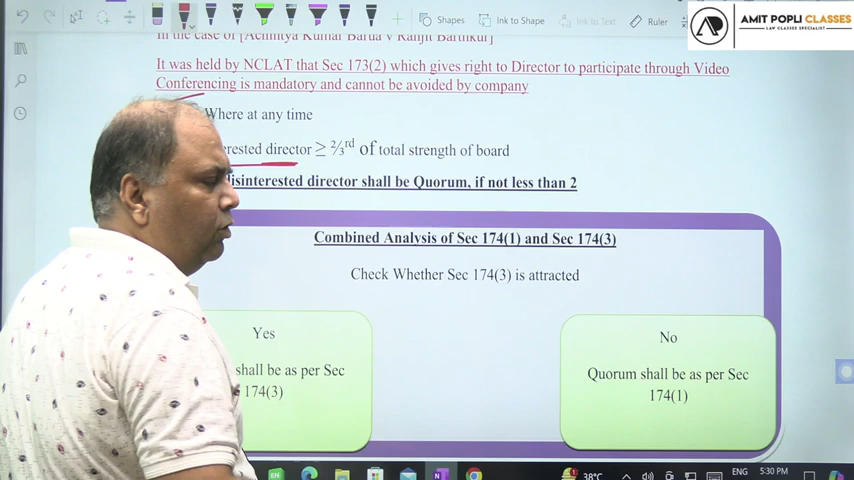 Shapes
Ink to Shape
Ink to Text
Ruler
AMIT POPLI CLASSES
LAW CLASSES SPECIALIST
In the case of [Achintya Kumar Barua v Ranjit Barthkur]
It was held by NCLAT that Sec 173(2) which gives right to Director to participate through Video
Conferencing is mandatory and cannot be avoided by company
Where at any time
erested director ≥ ⅔rd of total strength of board
disinterested director shall be Quorum, if not less than 2
Combined Analysis of Sec 174(1) and Sec 174(3)
Check Whether Sec 174(3) is attracted
Yes
shall be as per Sec
174(3)
No
Quorum shall be as per Sec
174(1)
38°C
ENG
5:30 PM